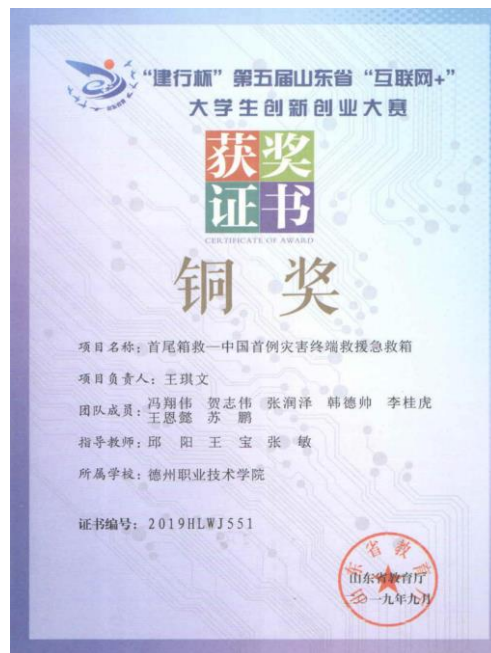 “建行杯”第五届山东省“互联网+”
大学生创新创业大赛
获奖
证书
CERTIFICATE OF AWARD
铜 奖
项目名称：首尾箱救—中国首例灾害终端救援急救箱
项目负责人：王琪文
团队成员：冯翔伟 贺志伟 张润泽 韩德帅 李桂虎
王恩懿 苏 鹏
指导教师：邱 阳 王 宝 张 敏
所属学校：德州职业技术学院
证书编号：2019HLWJ551
山东省教育厅
山东省教育厅
二〇一九年九月